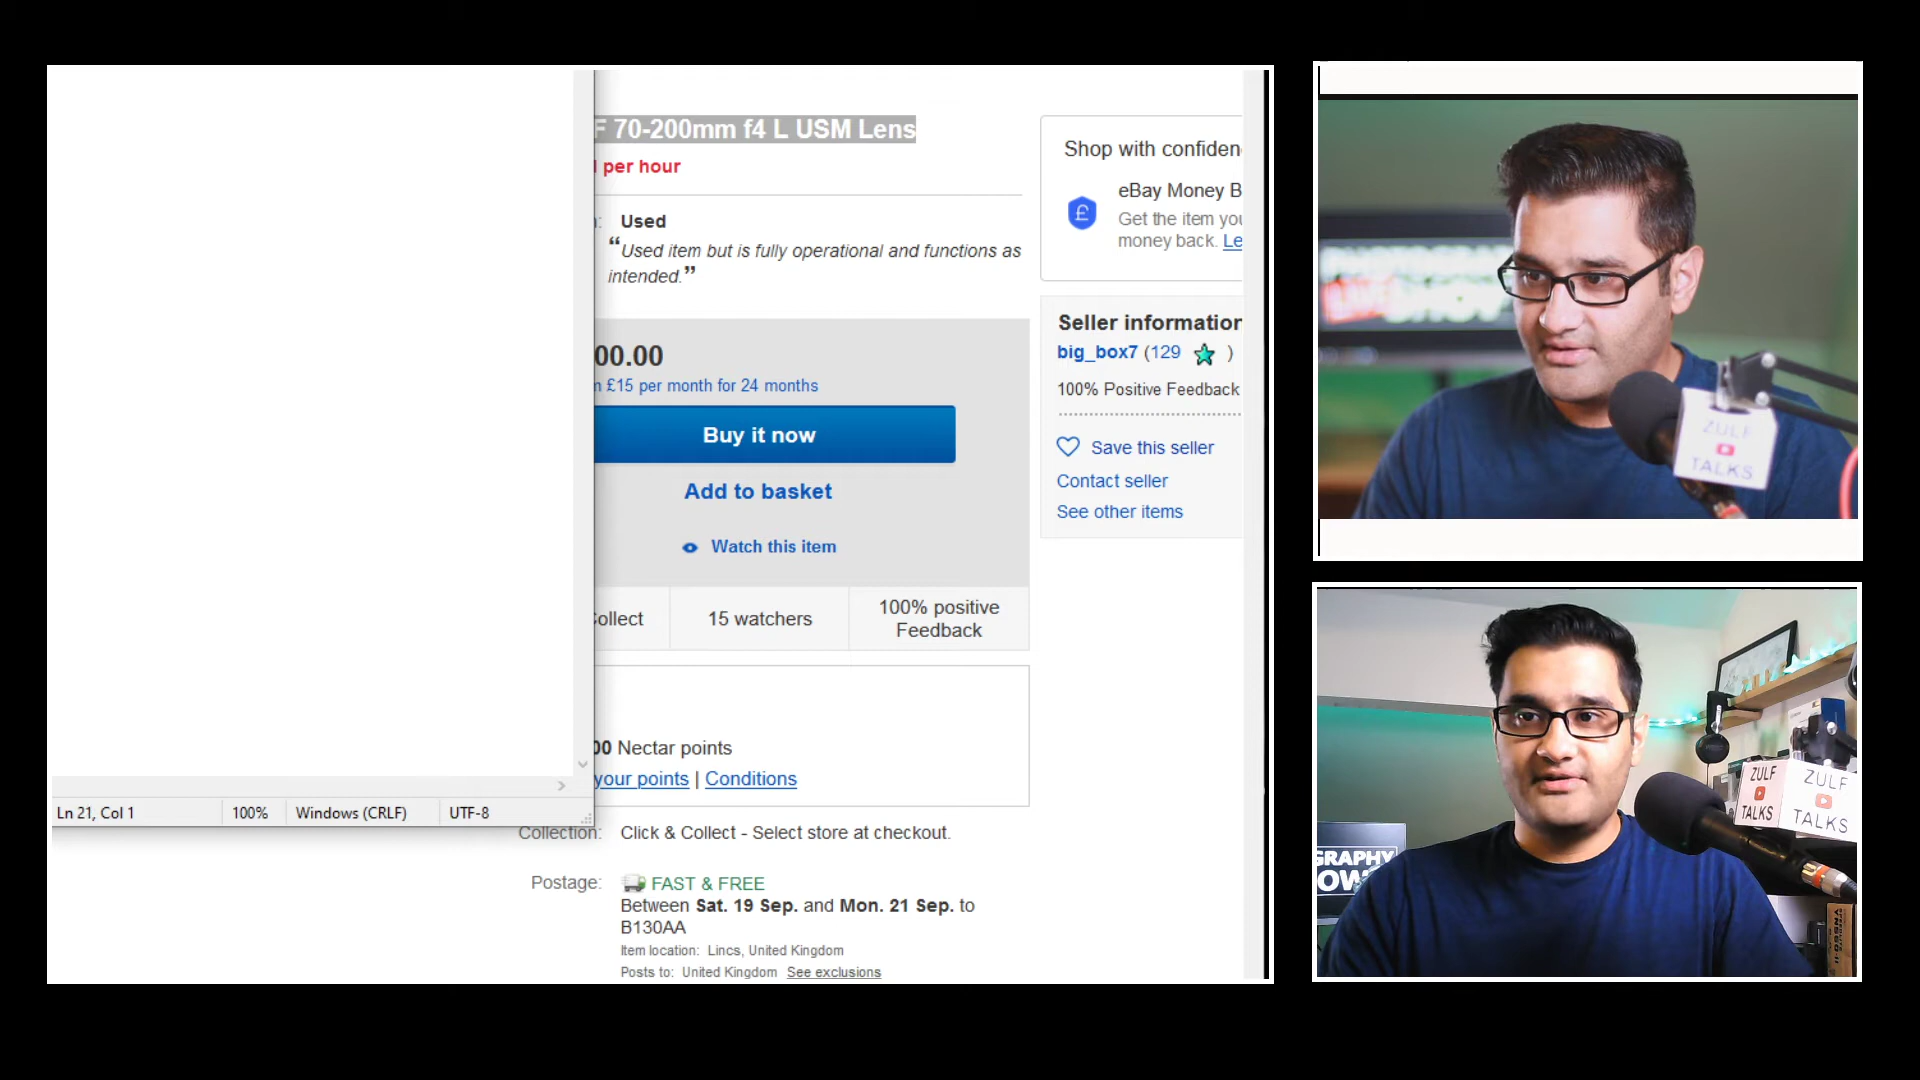 F 70-200mm f4 L USM Lens
per hour
Used
“Used item but is fully operational and functions as
intended.”
00.00
£15 per month for 24 months
Buy it now
Add to basket
Watch this item
Collect
15 watchers
100% positive
Feedback
00 Nectar points
your points | Conditions
Ln 21, Col 1
100%
Windows (CRLF)
UTF-8
Collection:
Click & Collect - Select store at checkout.
Postage:
FAST & FREE
Between Sat. 19 Sep. and Mon. 21 Sep. to
B130AA
Item location: Lincs, United Kingdom
Posts to: United Kingdom See exclusions
Shop with confiden
eBay Money B
Get the item you
money back. Le
Seller information
big_box7 (129 )
100% Positive Feedback
Save this seller
Contact seller
See other items
ZULF
TALKS
ZULF
TALKS
ZULF
TALKS
GRAPHY
OW
YN560-II